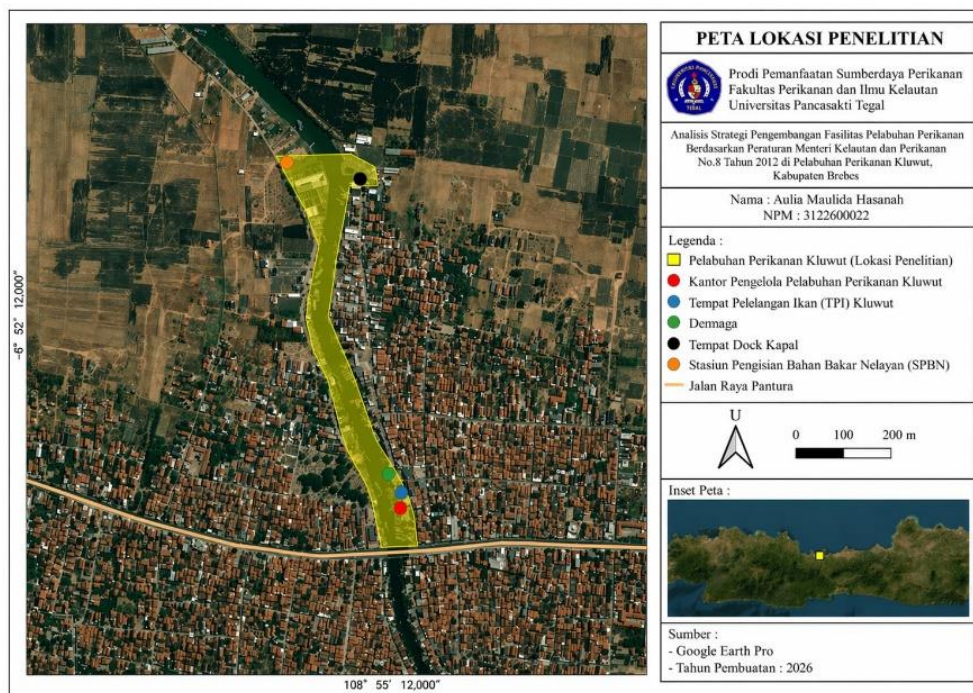 PETA LOKASI PENELITIAN
Prodi Pemanfaatan Sumberdaya Perikanan
Fakultas Perikanan dan Ilmu Kelautan
Universitas Pancasakti Tegal
TEGAL
Analisis Strategi Pengembangan Fasilitas Pelabuhan Perikanan
Berdasarkan Peraturan Menteri Kelautan dan Perikanan
No.8 Tahun 2012 di Pelabuhan Perikanan Kluwut,
Kabupaten Brebes
Nama : Aulia Maulida Hasanah
NPM : 3122600022
Legenda :
Pelabuhan Perikanan Kluwut (Lokasi Penelitian)
Kantor Pengelola Pelabuhan Perikanan Kluwut
Tempat Pelelangan Ikan (TPI) Kluwut
Dermaga
Tempat Dock Kapal
Stasiun Pengisian Bahan Bakar Nelayan (SPBN)
Jalan Raya Pantura
U
0 100 200 m
Inset Peta :
Sumber :
- Google Earth Pro
- Tahun Pembuatan : 2026
-6° 52' 12,000"
108° 55' 12,000"